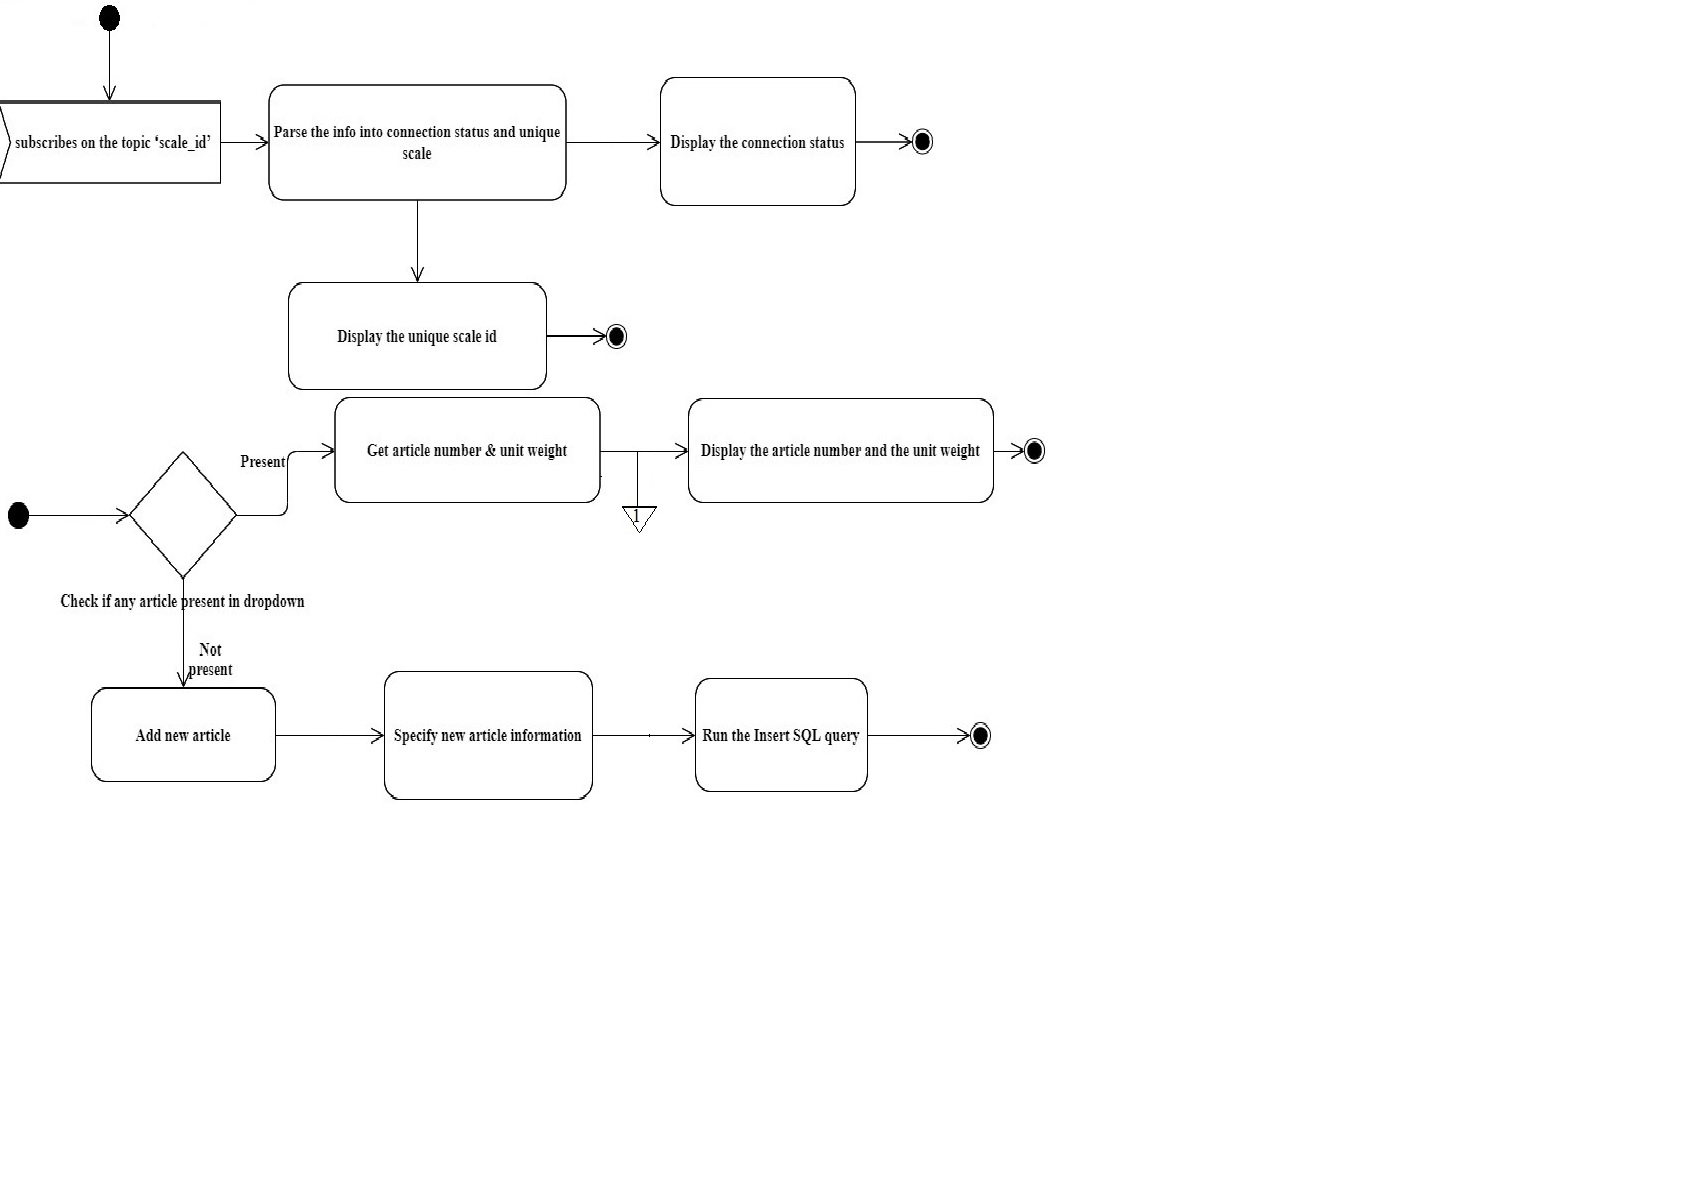 subscribes on the topic ‘scale_id’
Parse the info into connection status and unique
scale
Display the connection status
Display the unique scale id
Present
Get article number & unit weight
Display the article number and the unit weight
1
Check if any article present in dropdown
Not
present
Add new article
Specify new article information
Run the Insert SQL query